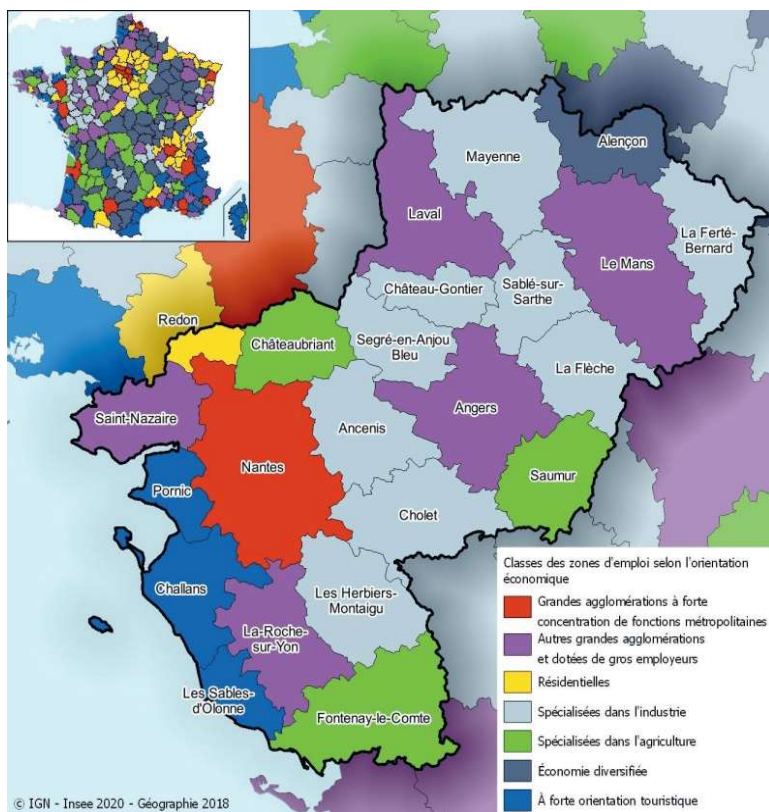 Mayenne
Alençon
Laval
La Ferté-
Bernard
Le Mans
Château-Gontier
Sablé-sur-
Sarthe
Redon
Châteaubriant
Segré-en-Anjou
Bleu
La Flèche
Saint-Nazaire
Ancenis
Angers
Nantes
Saumur
Pornic
Cholet
Challans
Les Herbiers-
Montaigu
La-Roche-
sur-Yon
Les Sables-
d'Olonne
Fontenay-le-Comte
Classes des zones d'emploi selon l'orientation
économique
Grandes agglomérations à forte
concentration de fonctions métropolitaines
Autres grandes agglomérations
et dotées de gros employeurs
Résidentielles
Spécialisées dans l'industrie
Spécialisées dans l'agriculture
Économie diversifiée
À forte orientation touristique
© IGN - Insee 2020 - Géographie 2018